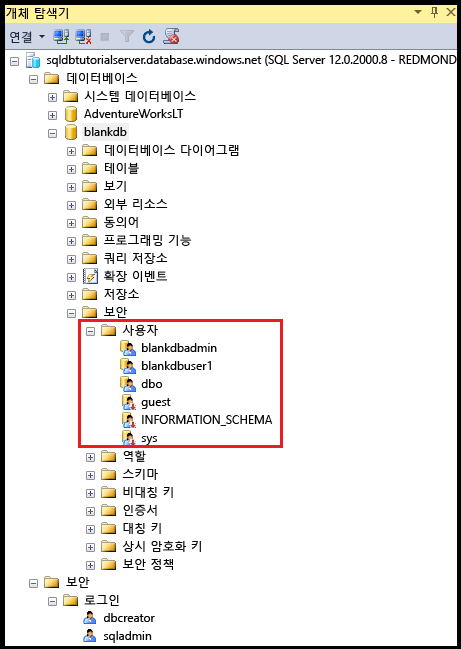 개체 탐색기
연결
sqldbtutorialserver.database.windows.net (SQL Server 12.0.2000.8 - REDMOND
데이터베이스
시스템 데이터베이스
AdventureWorksLT
blankdb
데이터베이스 다이어그램
테이블
보기
외부 리소스
동의어
프로그래밍 기능
쿼리 저장소
확장 이벤트
저장소
보안
사용자
blankdbadmin
blankdbuser1
dbo
guest
INFORMATION_SCHEMA
sys
역할
스키마
비대칭 키
인증서
대칭 키
상시 암호화 키
보안 정책
보안
로그인
dbcreator
sqladmin